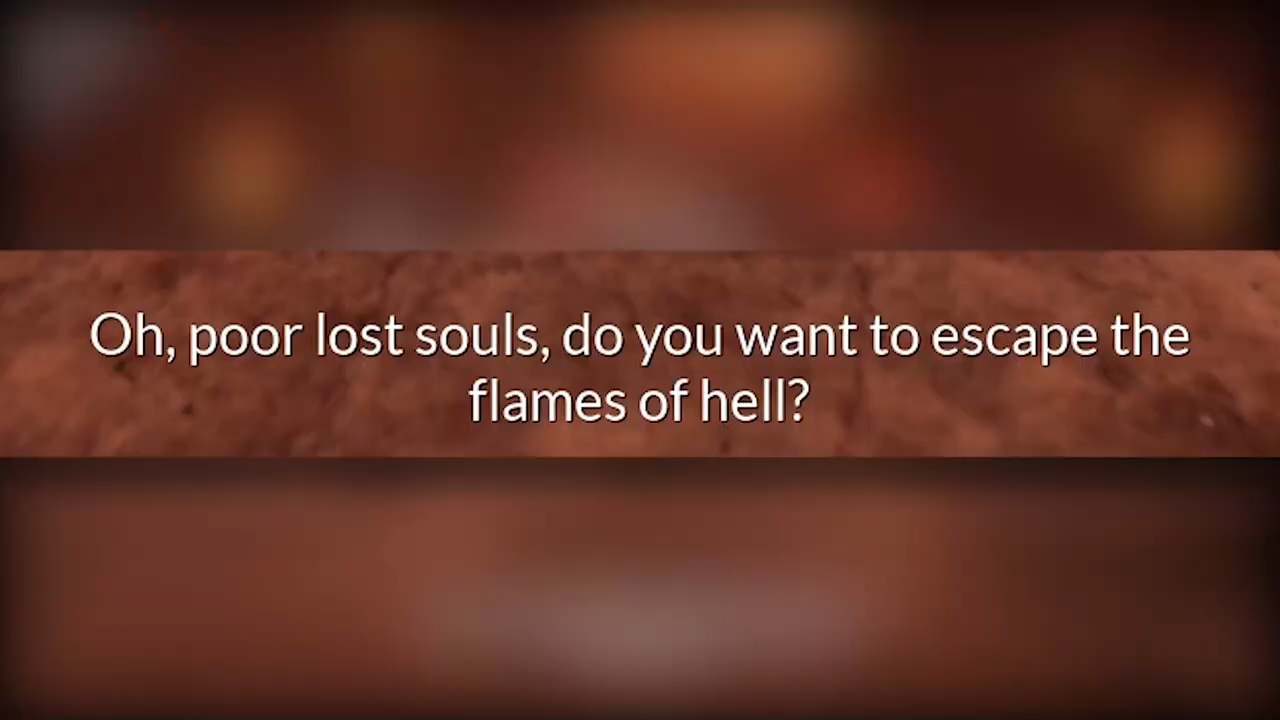 Oh, poor lost souls, do you want to escape the
flames of hell?